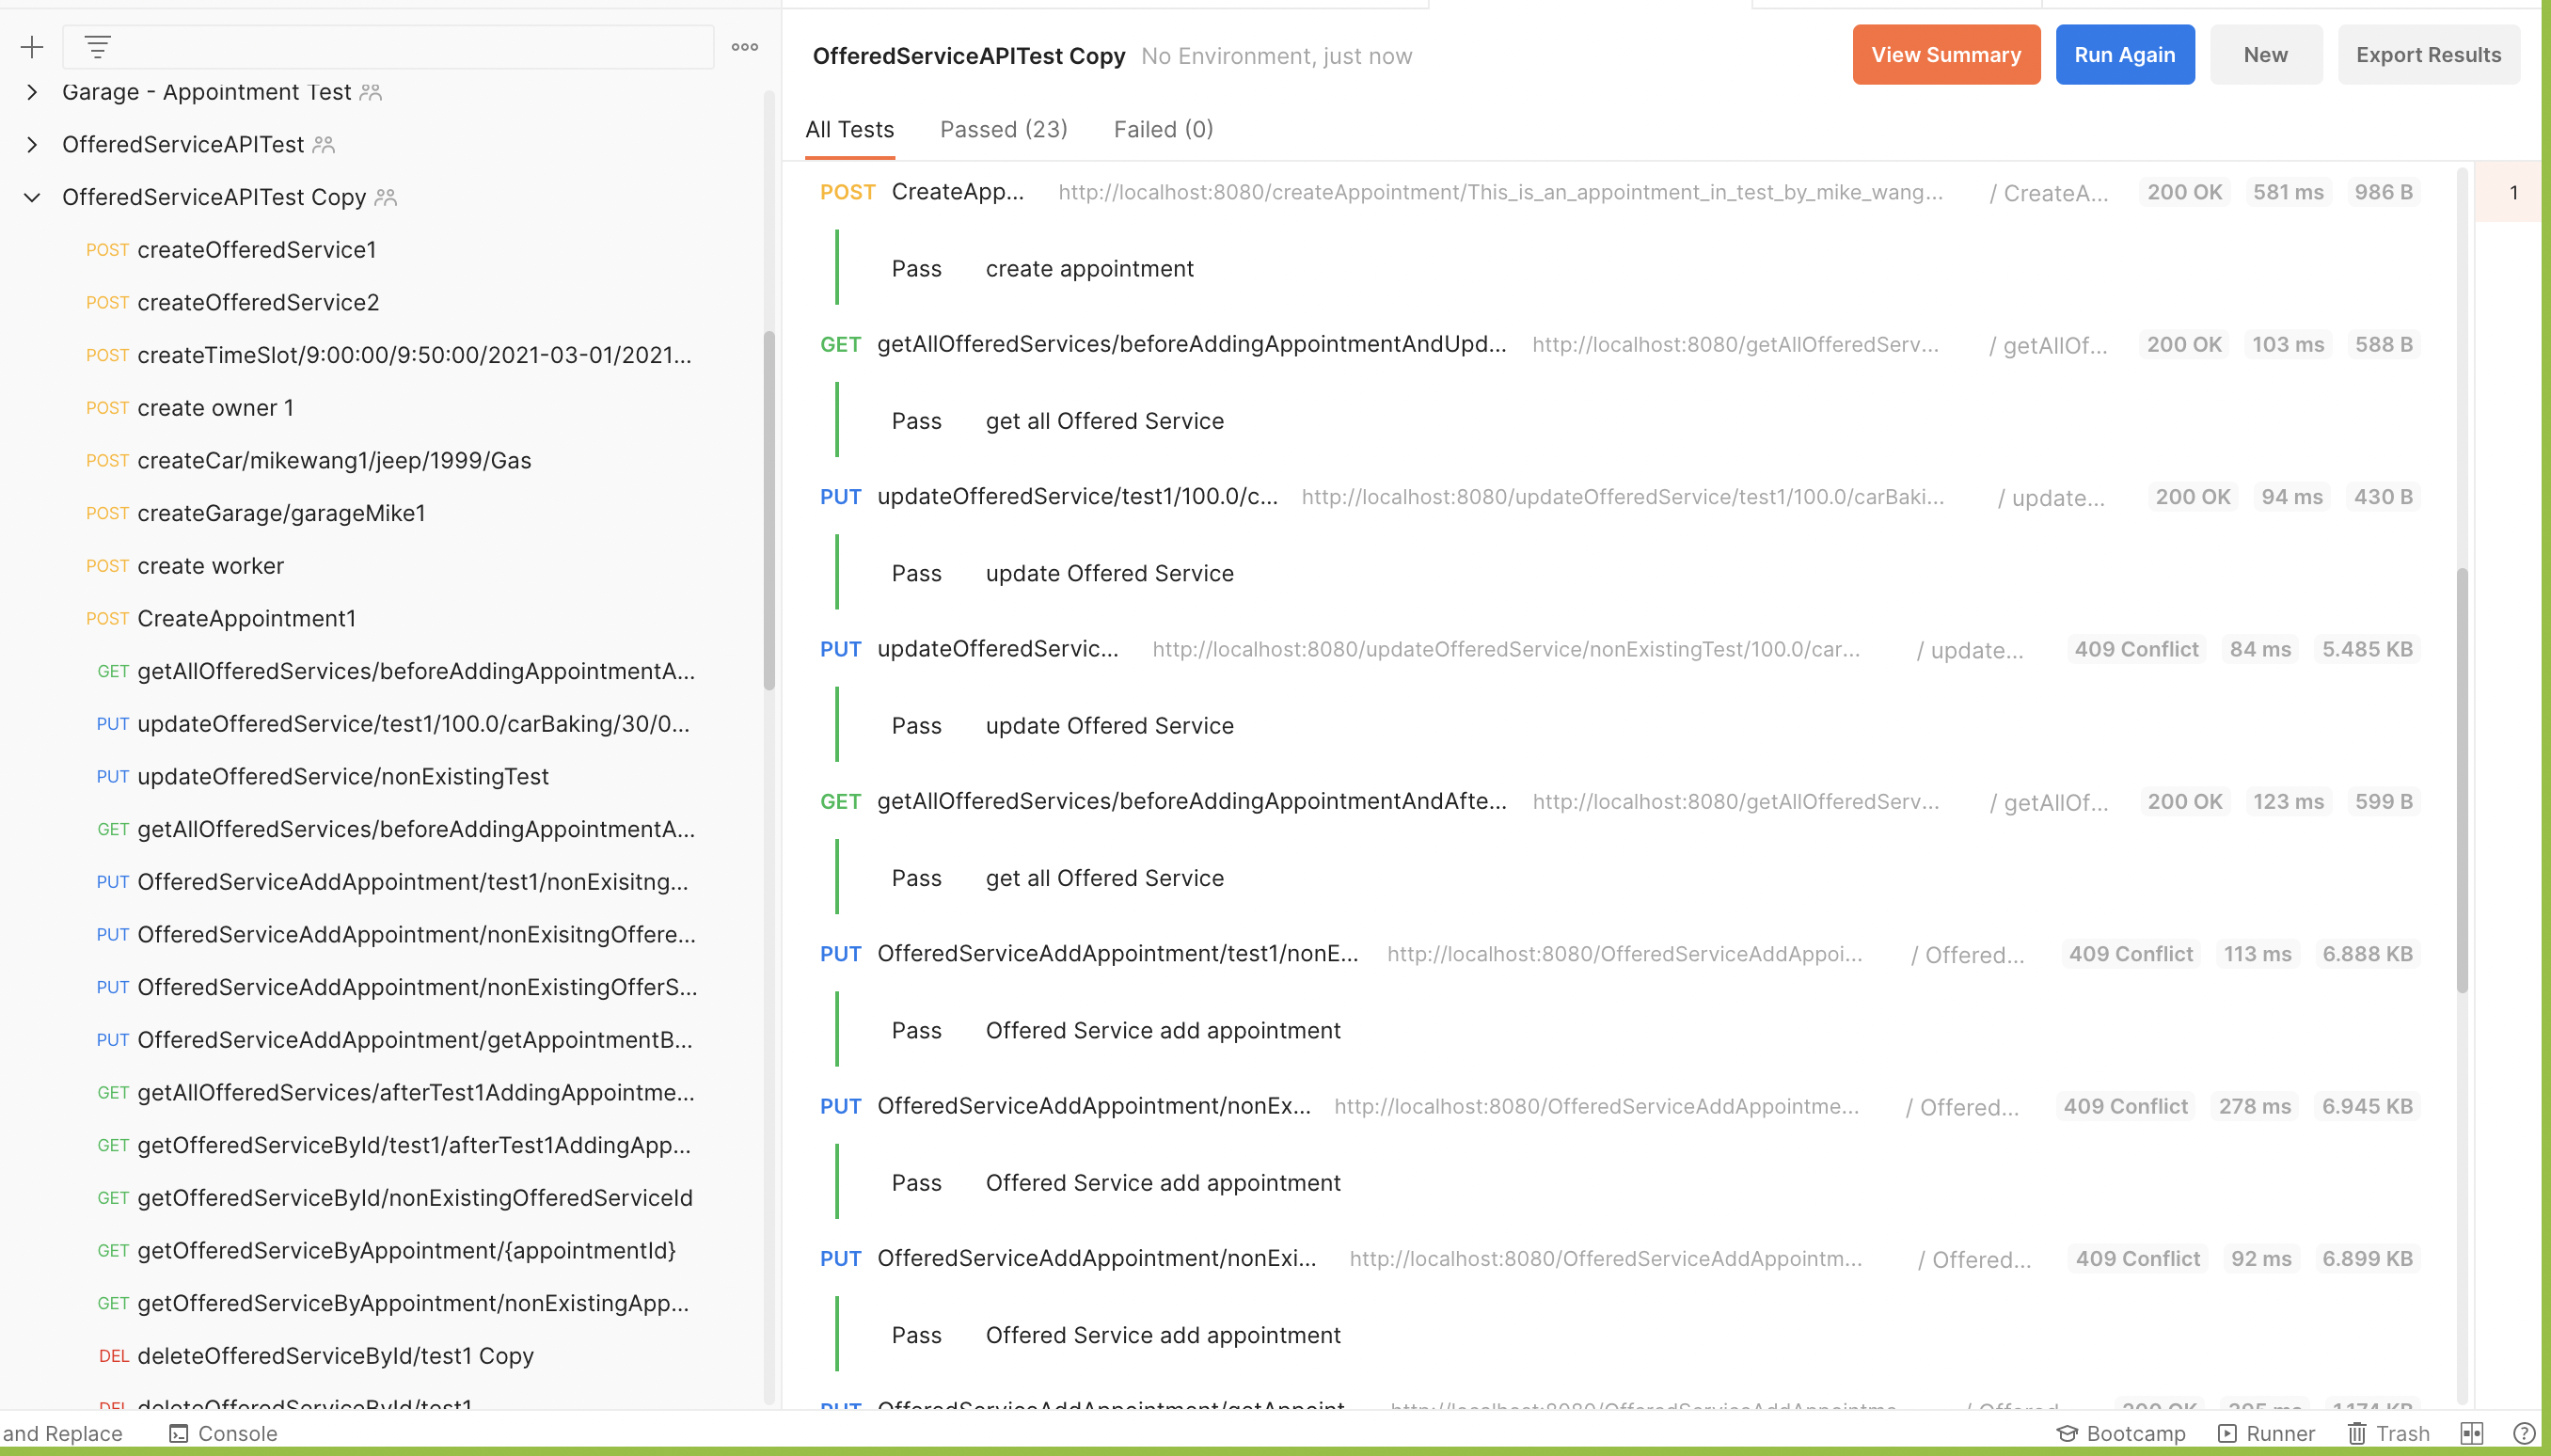 Garage - Appointment Test
OfferedServiceAPITest
OfferedServiceAPITest Copy
POST createOfferedService1
POST createOfferedService2
POST createTimeSlot/9:00:00/9:50:00/2021-03-01/2021...
POST create owner 1
POST createCar/mikewang1/jeep/1999/Gas
POST createGarage/garageMike1
POST create worker
POST CreateAppointment1
GET getAllOfferedServices/beforeAddingAppointmentA...
PUT updateOfferedService/test1/100.0/carBaking/30/0...
PUT updateOfferedService/nonExistingTest
GET getAllOfferedServices/beforeAddingAppointmentA...
PUT OfferedServiceAddAppointment/test1/nonExisitng...
PUT OfferedServiceAddAppointment/nonExisitngOffere...
PUT OfferedServiceAddAppointment/nonExistingOfferS...
PUT OfferedServiceAddAppointment/getAppointmentB...
GET getAllOfferedServices/afterTest1AddingAppointme...
GET getOfferedServiceById/test1/afterTest1AddingApp...
GET getOfferedServiceById/nonExistingOfferedServiceId
GET getOfferedServiceByAppointment/{appointmentId}
GET getOfferedServiceByAppointment/nonExistingApp...
DEL deleteOfferedServiceById/test1 Copy
DEL deleteOfferedServiceById/test1
OfferedServiceAPITest Copy No Environment, just now View Summary Run Again New Export Results
All Tests Passed (23) Failed (0)
POST CreateApp... http://localhost:8080/createAppointment/This_is_an_appointment_in_test_by_mike_wang... / CreateA... 200 OK 581 ms 986 B 1
Pass create appointment
GET getAllOfferedServices/beforeAddingAppointmentAndUpd... http://localhost:8080/getAllOfferedServ... / getAllOf... 200 OK 103 ms 588 B
Pass get all Offered Service
PUT updateOfferedService/test1/100.0/c... http://localhost:8080/updateOfferedService/test1/100.0/carBaki... / update... 200 OK 94 ms 430 B
Pass update Offered Service
PUT updateOfferedServic... http://localhost:8080/updateOfferedService/nonExistingTest/100.0/car... / update... 409 Conflict 84 ms 5.485 KB
Pass update Offered Service
GET getAllOfferedServices/beforeAddingAppointmentAndAfte... http://localhost:8080/getAllOfferedServ... / getAllOf... 200 OK 123 ms 599 B
Pass get all Offered Service
PUT OfferedServiceAddAppointment/test1/nonE... http://localhost:8080/OfferedServiceAddAppoi... / Offered... 409 Conflict 113 ms 6.888 KB
Pass Offered Service add appointment
PUT OfferedServiceAddAppointment/nonEx... http://localhost:8080/OfferedServiceAddAppointme... / Offered... 409 Conflict 278 ms 6.945 KB
Pass Offered Service add appointment
PUT OfferedServiceAddAppointment/nonExi... http://localhost:8080/OfferedServiceAddAppointm... / Offered... 409 Conflict 92 ms 6.899 KB
Pass Offered Service add appointment
PUT OfferedServiceAddAppointment/getAppoint... http://localhost:8080/OfferedServiceAddAppointme... / Offered... 200 OK
and Replace Console Bootcamp Runner Trash